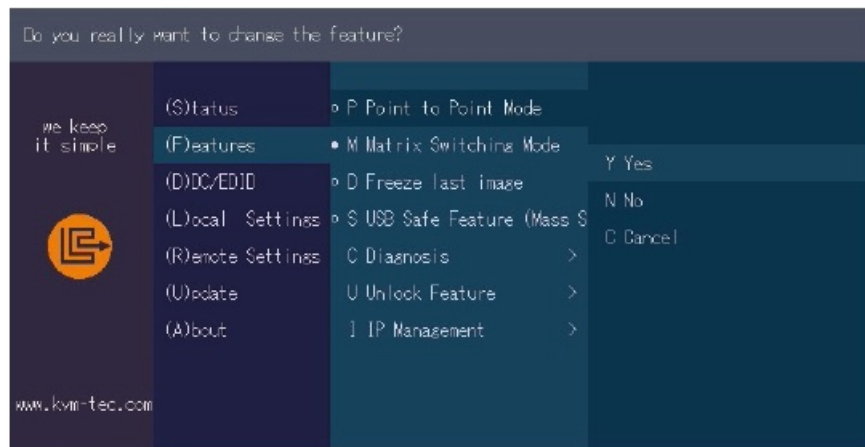 Do you really want to change the feature?
we keep
it simple
www.kvm-tec.com
(S)tatus
(F)eatures
(D)DC/EDID
(L)ocal Settings
(R)emote Settings
(U)pdate
(A)bout
P Point to Point Mode
M Matrix Switching Mode
D Freeze last image
S USB Safe Feature (Mass S
C Diagnosis >
U Unlock Feature >
I IP Management >
Y Yes
N No
C Cancel